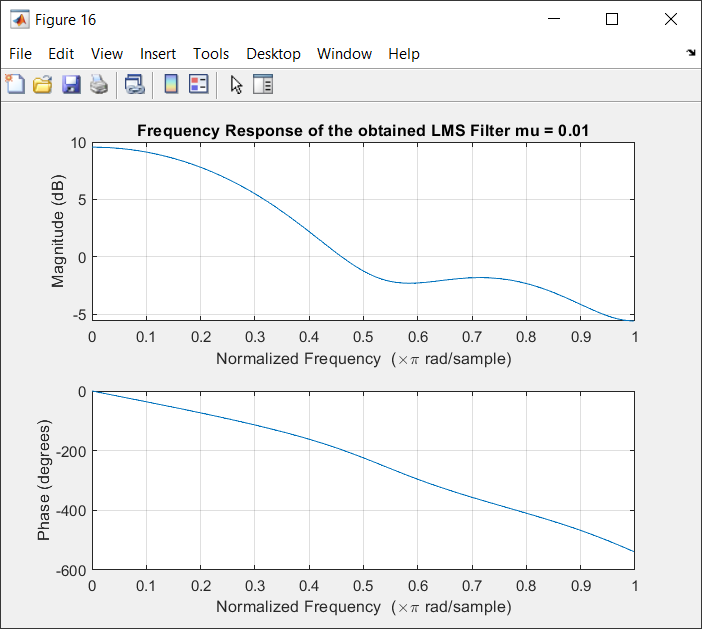 Figure 16
File Edit View Insert Tools Desktop Window Help
Frequency Response of the obtained LMS Filter mu = 0.01
Magnitude (dB)
10
5
0
-5
0 0.1 0.2 0.3 0.4 0.5 0.6 0.7 0.8 0.9 1
Normalized Frequency (×π rad/sample)
Phase (degrees)
0
-200
-400
-600
0 0.1 0.2 0.3 0.4 0.5 0.6 0.7 0.8 0.9 1
Normalized Frequency (×π rad/sample)